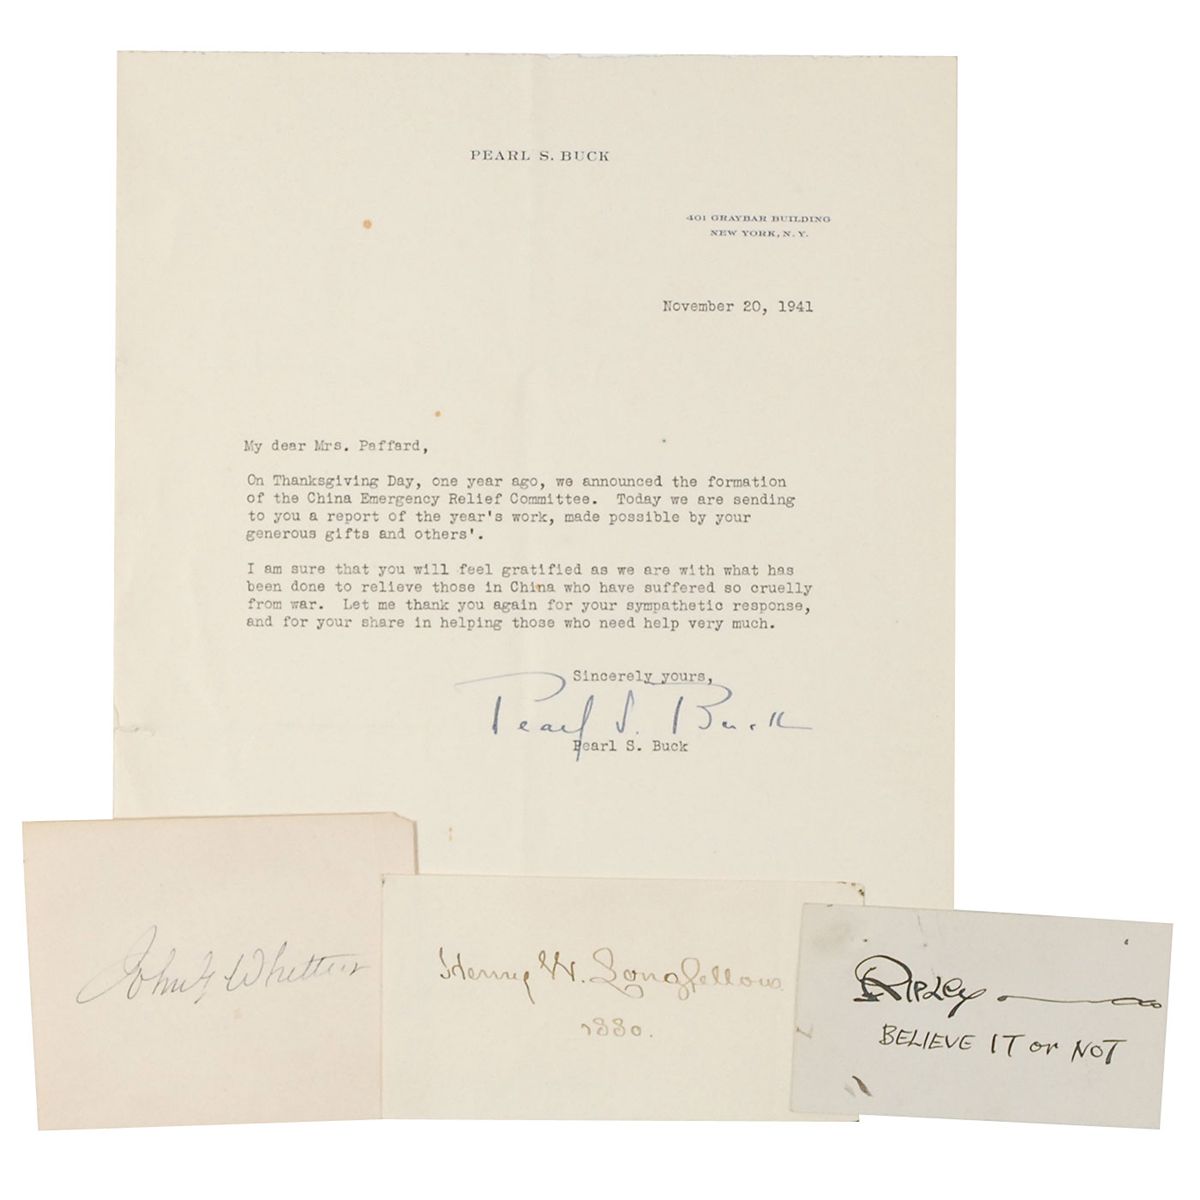 PEARL S. BUCK
401 GRAYBAR BUILDING
NEW YORK, N. Y.
November 20, 1941
My dear Mrs. Paffard,
On Thanksgiving Day, one year ago, we announced the formation
of the China Emergency Relief Committee.  Today we are sending
to you a report of the year's work, made possible by your
generous gifts and others'.
I am sure that you will feel gratified as we are with what has
been done to relieve those in China who have suffered so cruelly
from war.  Let me thank you again for your sympathetic response,
and for your share in helping those who need help very much.
Sincerely yours,
Pearl S. Buck
Pearl S. Buck
John G Whittier
Henry W. Longfellow
1880.
RIPLEY
BELIEVE IT or NOT